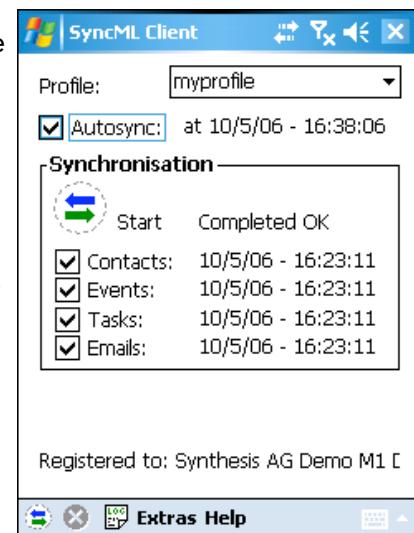 e
SyncML Client
Profile: myprofile
Autosync: at 10/5/06 - 16:38:06
Synchronisation
Start Completed OK
Contacts: 10/5/06 - 16:23:11
Events: 10/5/06 - 16:23:11
Tasks: 10/5/06 - 16:23:11
Emails: 10/5/06 - 16:23:11
Registered to: Synthesis AG Demo M1
LOG Extras Help